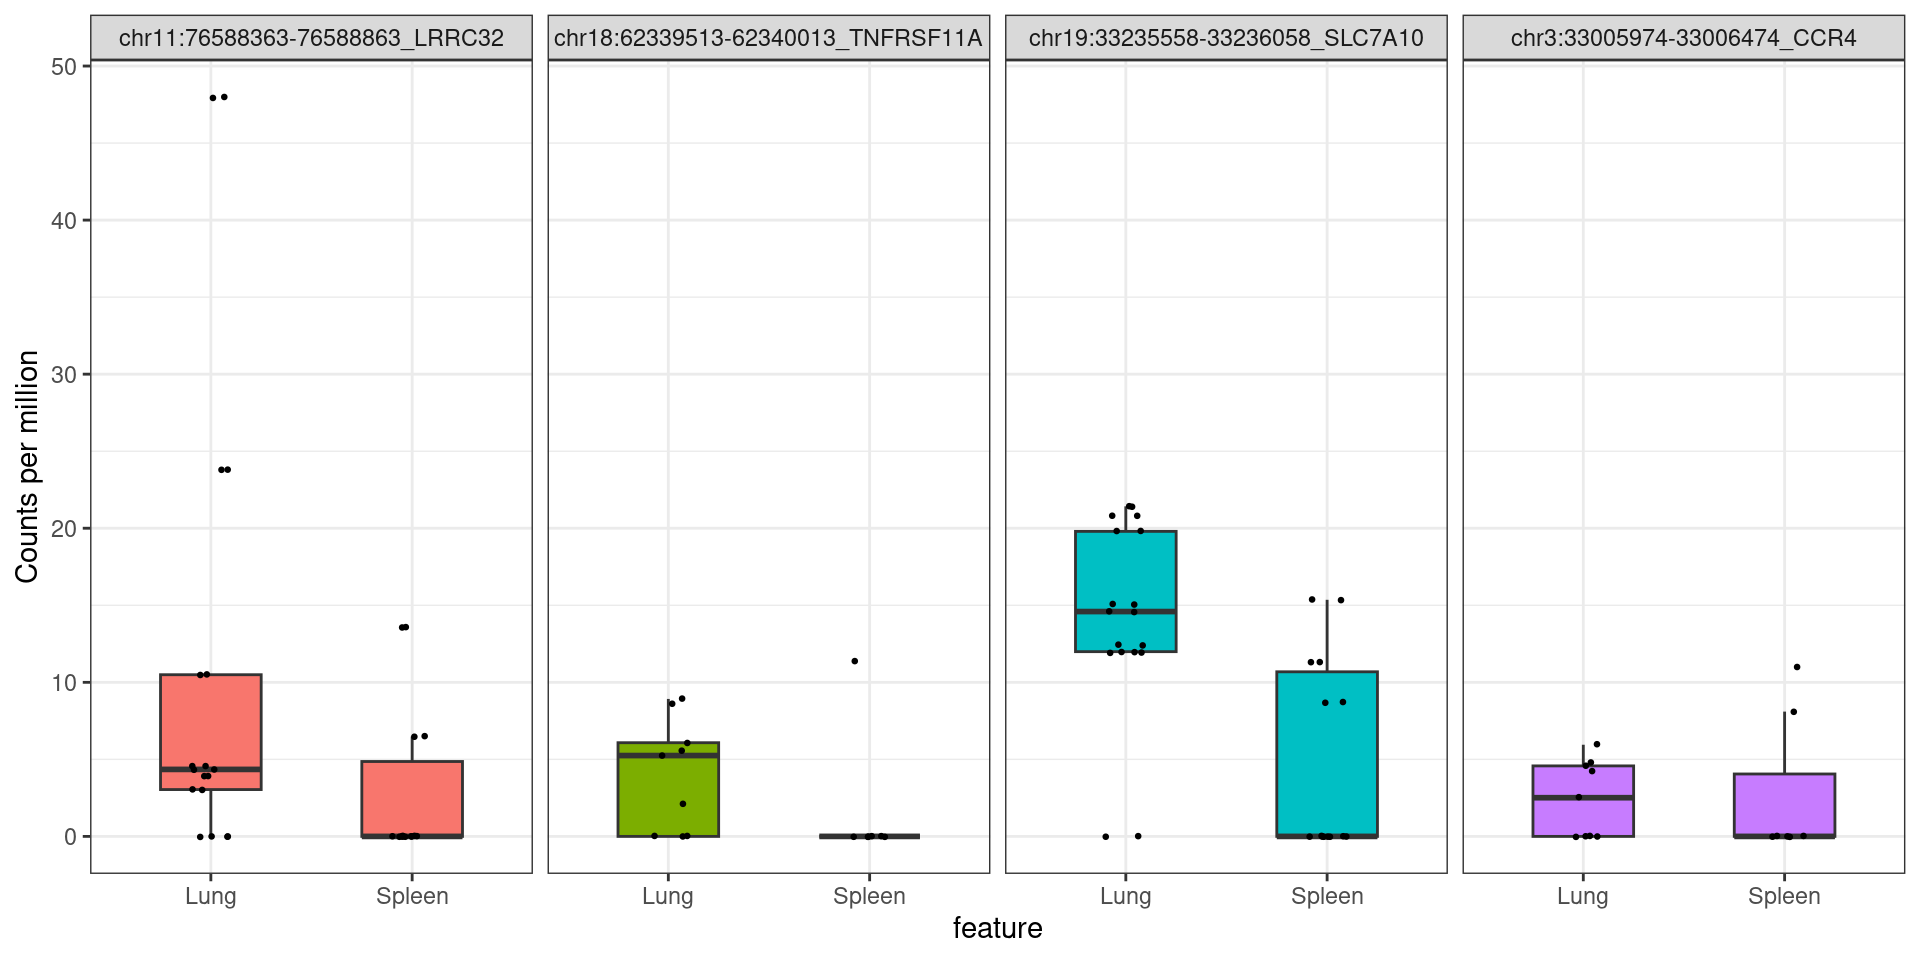 chr11:76588363-76588863_LRRC32
chr18:62339513-62340013_TNFRSF11A
chr19:33235558-33236058_SLC7A10
chr3:33005974-33006474_CCR4
50
40
30
20
10
0
Counts per million
Lung
Spleen
Lung
Spleen
Lung
Spleen
Lung
Spleen
feature